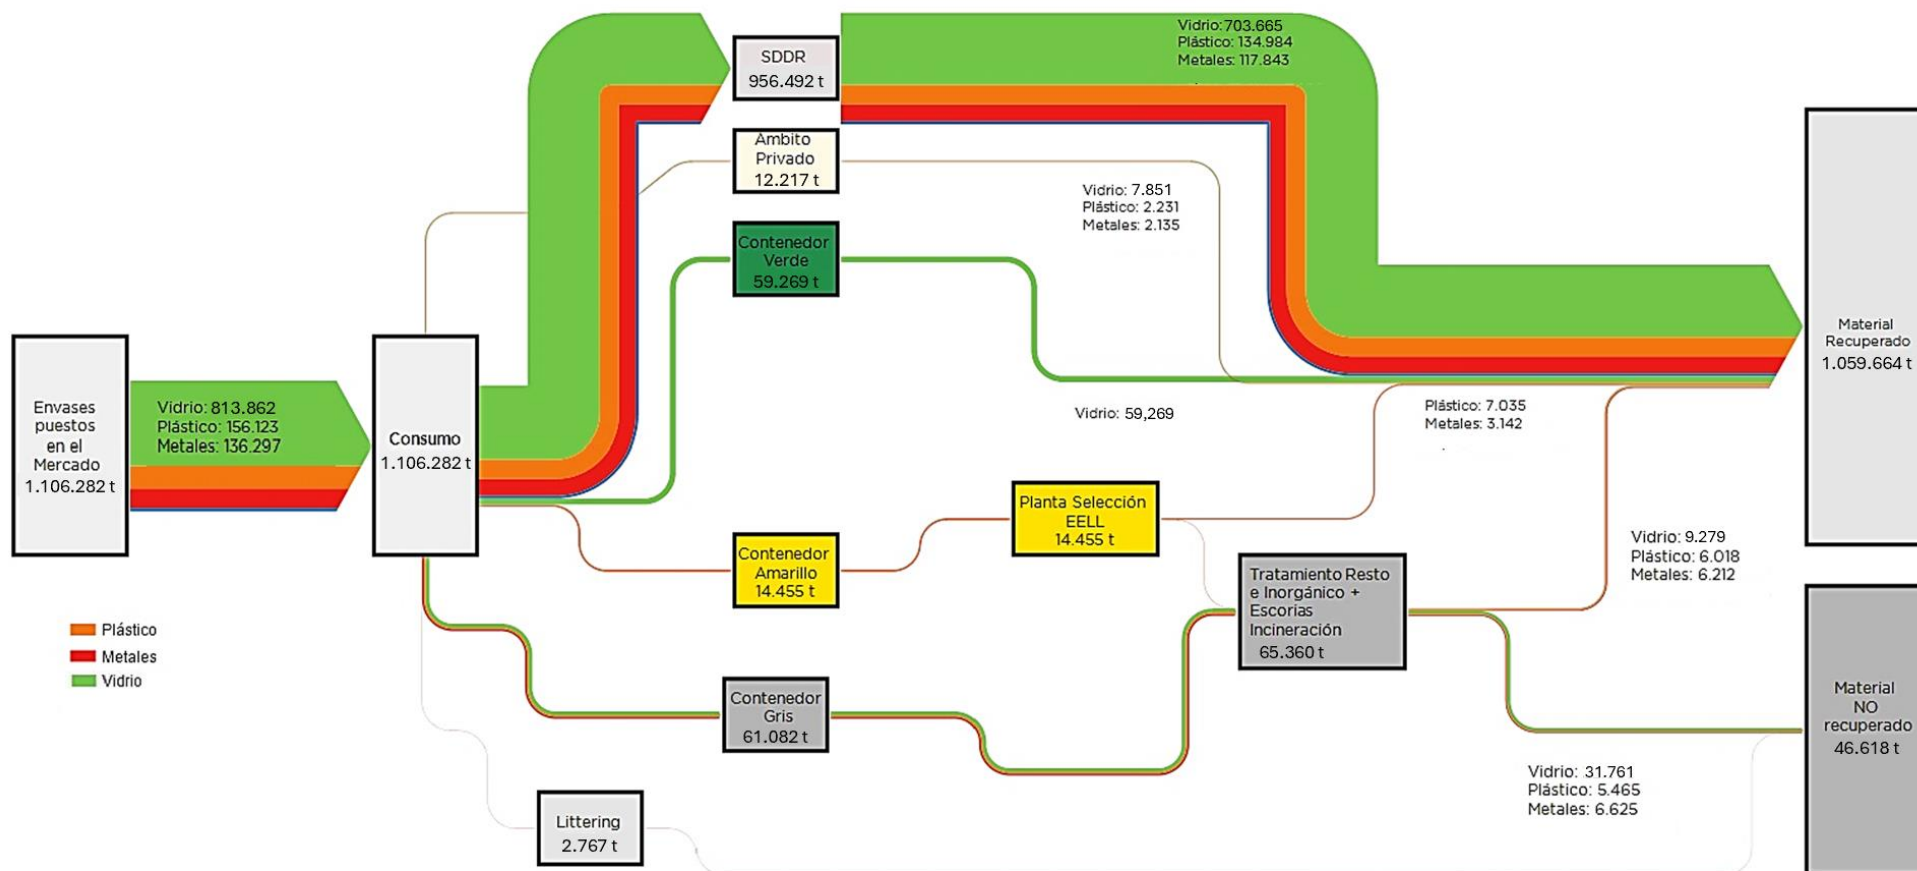 Vidrio: 703.665
Plástico: 134.984
Metales: 117.843
SDDR
956.492 t
Ambito
Privado
12.217 t
Vidrio: 7.851
Plástico: 2.231
Metales: 2.135
Contenedor
Verde
59.269 t
Material
Recuperado
1.059.664 t
Envases
puestos
en el
Mercado
1.106.282 t
Vidrio: 813.862
Plástico: 156.123
Metales: 136.297
Consumo
1.106.282 t
Vidrio: 59,269
Plástico: 7.035
Metales: 3.142
Planta Selección
EELL
14.455 t
Contenedor
Amarillo
14.455 t
Vidrio: 9.279
Plástico: 6.018
Metales: 6.212
Tratamiento Resto
e Inorgánico +
Escorias
Incineración
65.360 t
Plástico
Metales
Vidrio
Contenedor
Gris
61.082 t
Material
NO
recuperado
46.618 t
Vidrio: 31.761
Plástico: 5.465
Metales: 6.625
Littering
2.767 t